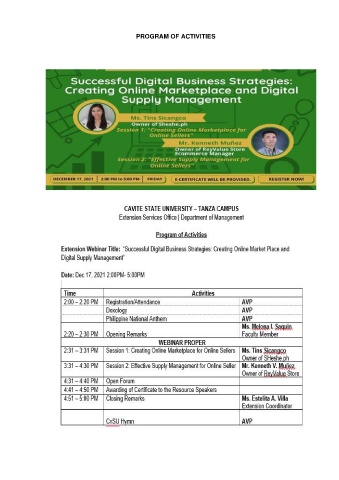 PROGRAM OF ACTIVITIES
Successful Digital Business Strategies:
Creating Online Marketplace and Digital
Supply Management
Ms. Tins Sicangco
Owner of Sheshe.ph
Session 1: "Creating Online Marketplace for
Online Sellers"
Mr. Kenneth Muñez
Owner of ReyValue Store
Ecommerce Manager
Session 2: "Effective Supply Management for
Online Sellers"
DECEMBER 17, 2021 2:00 PM to 5:00 PM FRIDAY E-CERTIFICATE WILL BE PROVIDED. REGISTER NOW!
CAVITE STATE UNIVERSITY – TANZA CAMPUS
Extension Services Office | Department of Management
Program of Activities
Extension Webinar Title: "Successful Digital Business Strategies: Creating Online Market Place and
Digital Supply Management"
Date: Dec 17, 2021 2:00PM- 5:00PM
Time Activities
2:00 – 2:20 PM Registration/Attendance AVP
Doxology AVP
Philippine National Anthem AVP
2:20 – 2:30 PM Opening Remarks Ms. Melona I. Saquin
Faculty Member
WEBINAR PROPER
2:31 – 3:31 PM Session 1: Creating Online Marketplace for Online Sellers Ms. Tins Sicangco
Owner of SHeshe.ph
3:31 – 4:30 PM Session 2: Effective Supply Management for Online Seller Mr. Kenneth V. Muñez
Owner of ReyValue Store
4:31 – 4:40 PM Open Forum
4:41 – 4:50 PM Awarding of Certificate to the Resource Speakers
4:51 – 5:00 PM Closing Remarks Ms. Estelita A. Villa
Extension Coordinator
CvSU Hymn AVP